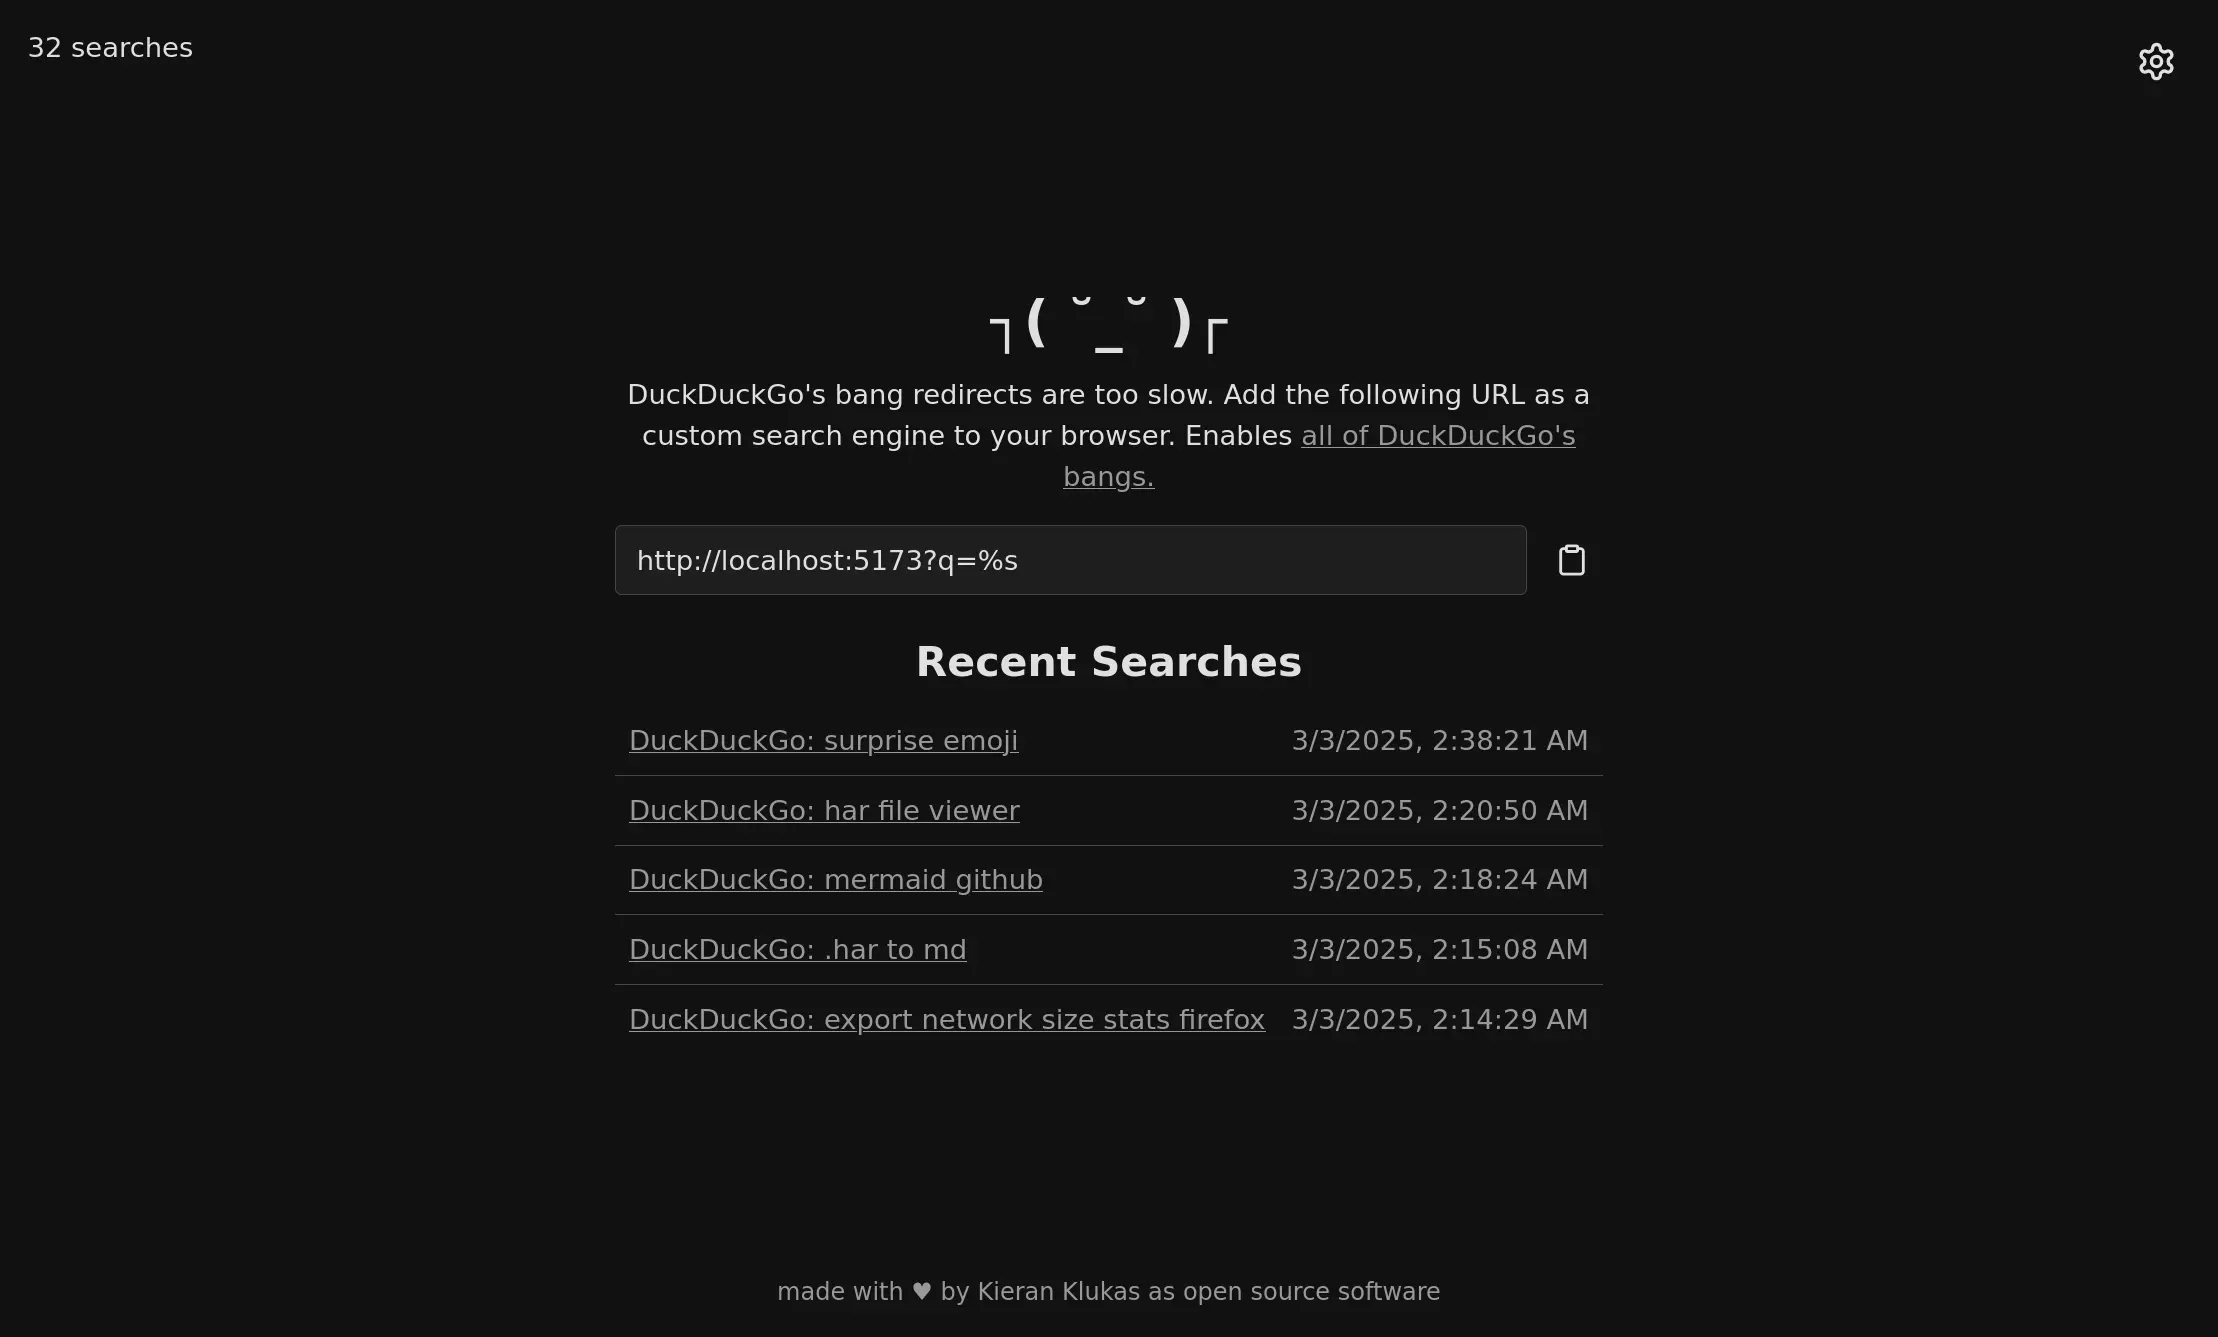 32 searches
┐( ˘_˘ )┌
DuckDuckGo's bang redirects are too slow. Add the following URL as a
custom search engine to your browser. Enables all of DuckDuckGo's
bangs.
http://localhost:5173?q=%s
Recent Searches
DuckDuckGo: surprise emoji 3/3/2025, 2:38:21 AM
DuckDuckGo: har file viewer 3/3/2025, 2:20:50 AM
DuckDuckGo: mermaid github 3/3/2025, 2:18:24 AM
DuckDuckGo: .har to md 3/3/2025, 2:15:08 AM
DuckDuckGo: export network size stats firefox 3/3/2025, 2:14:29 AM
made with ♥ by Kieran Klukas as open source software